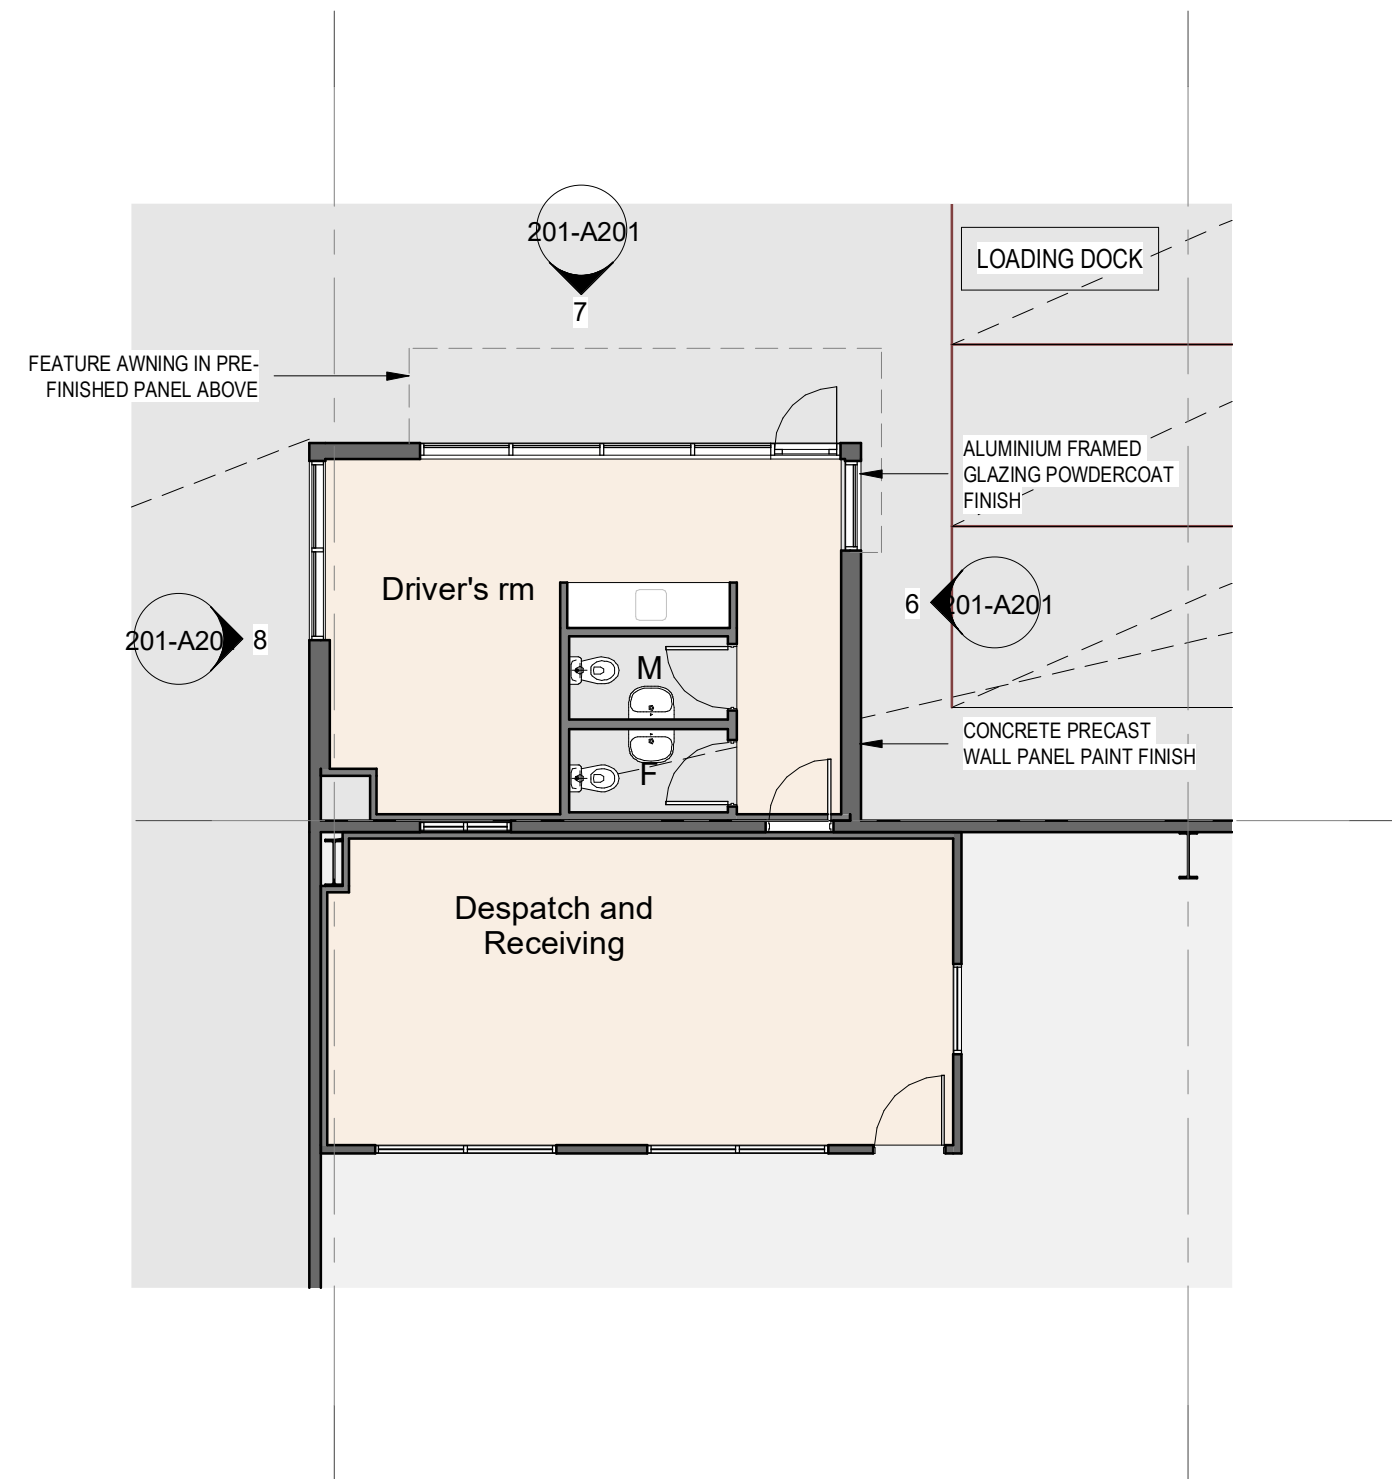 201-A201
7
LOADING DOCK
FEATURE AWNING IN PRE-
FINISHED PANEL ABOVE
ALUMINIUM FRAMED
GLAZING POWDERCOAT
FINISH
Driver's rm
6
201-A201
201-A201
8
M
F
CONCRETE PRECAST
WALL PANEL PAINT FINISH
Despatch and
Receiving